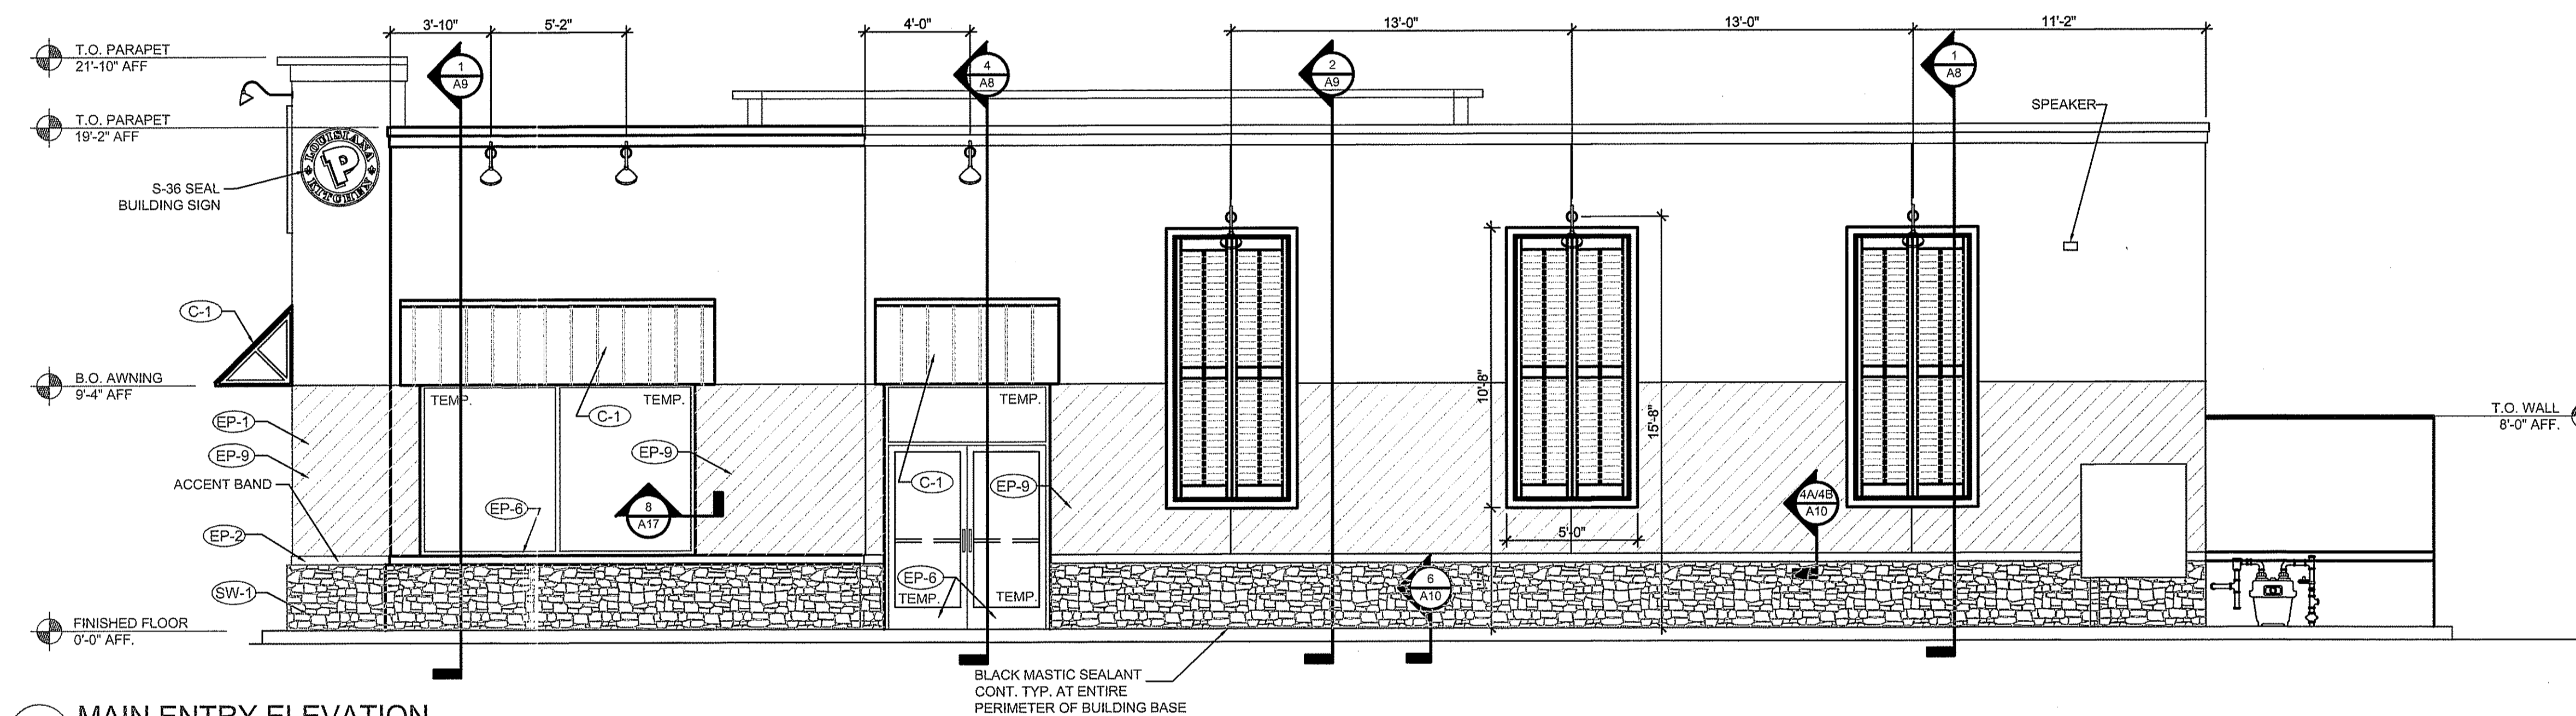 3'-10"
5'-2"
4'-0"
13'-0"
13'-0"
11'-2"
T.O. PARAPET
21'-10" AFF
1
A9
4
A8
2
A9
1
A8
SPEAKER
T.O. PARAPET
19'-2" AFF
LOUISIANA
P
KITCHEN
S-36 SEAL
BUILDING SIGN
C-1
B.O. AWNING
9'-4" AFF
TEMP.
TEMP.
C-1
TEMP.
10'-8"
15'-8"
T.O. WALL
8'-0" AFF.
EP-1
EP-9
EP-9
C-1
EP-9
ACCENT BAND
EP-6
8
A17
4A/4B
A10
5'-0"
EP-2
EP-6
TEMP.
TEMP.
6
A10
SW-1
FINISHED FLOOR
0'-0" AFF.
BLACK MASTIC SEALANT
CONT. TYP. AT ENTIRE
PERIMETER OF BUILDING BASE
MAIN ENTRY ELEVATION